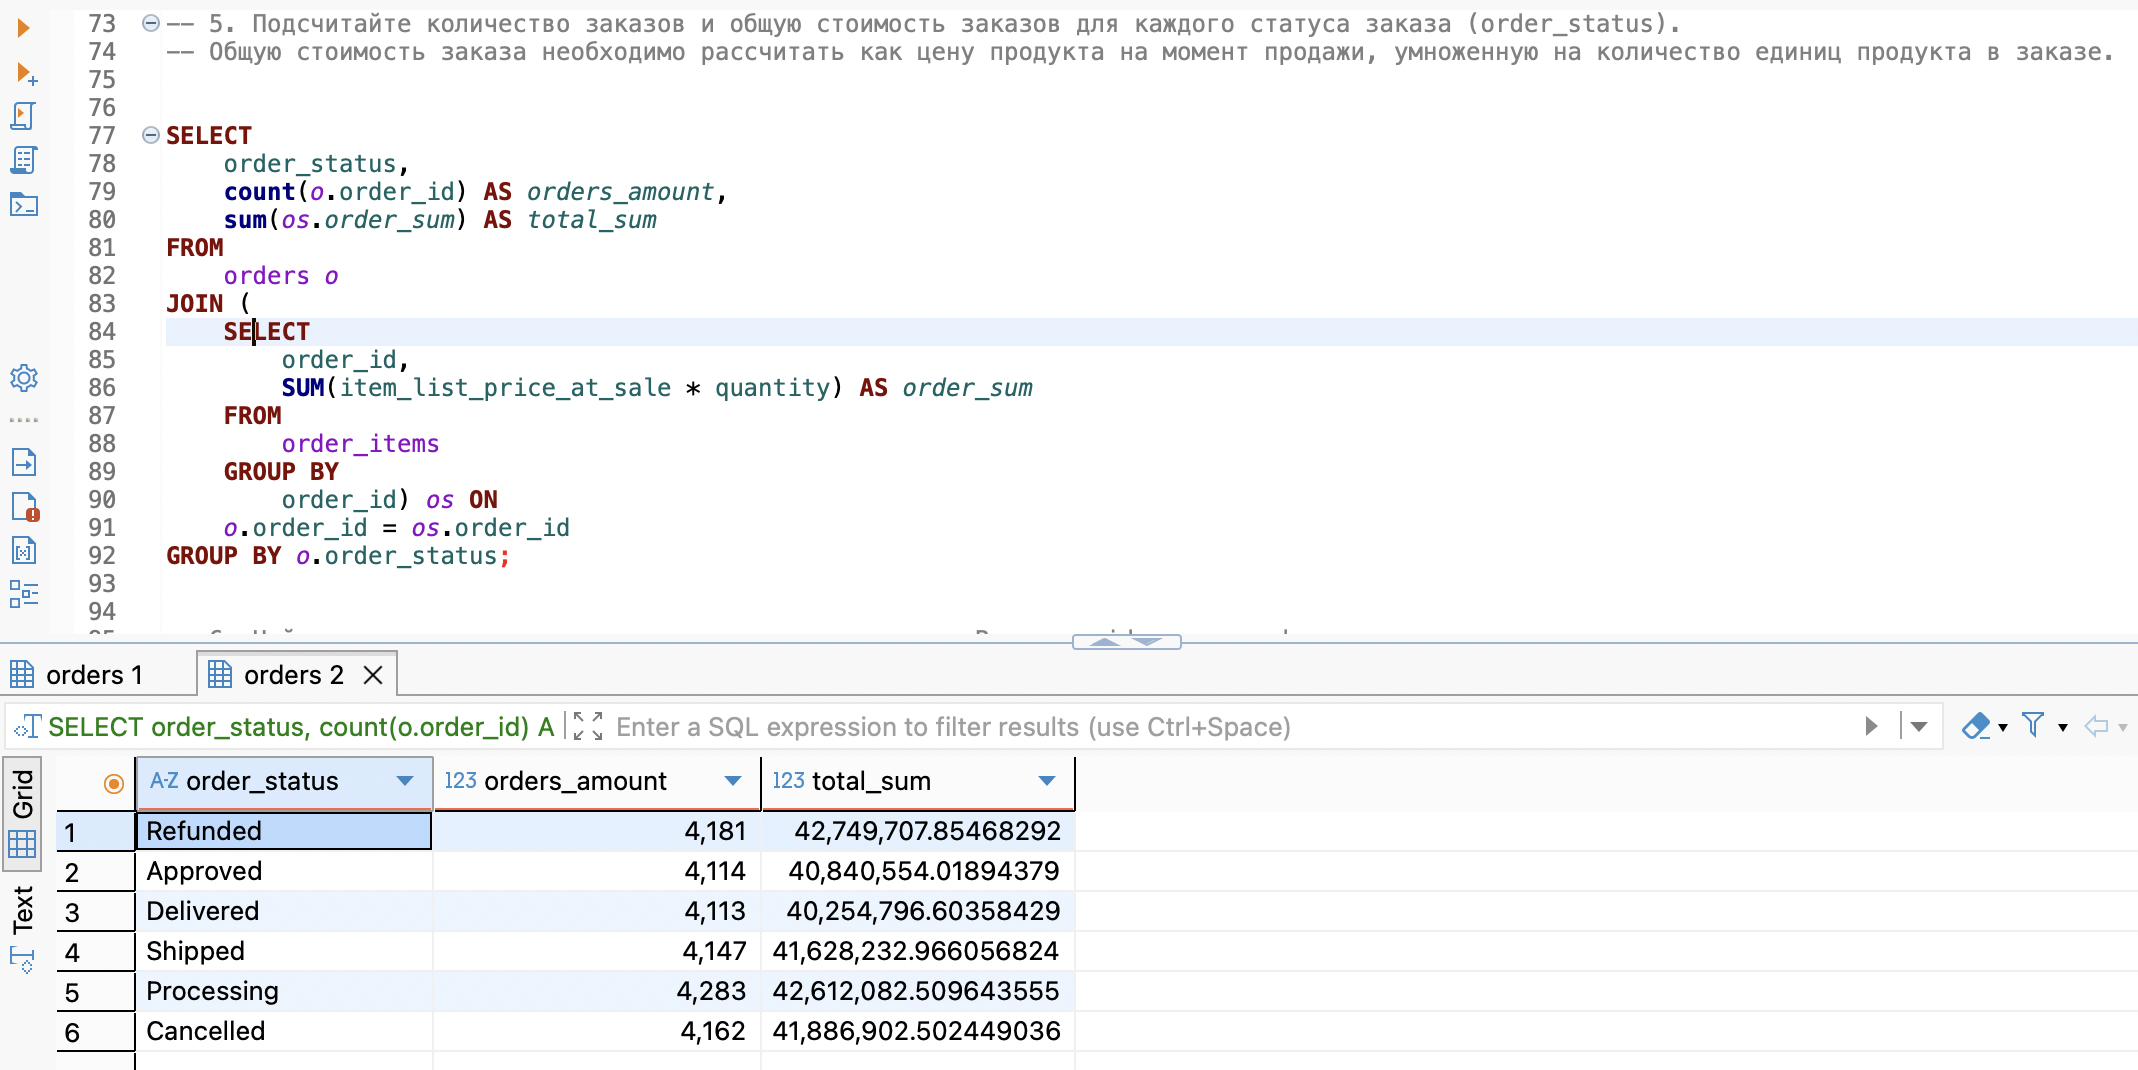 73 -- 5. Подсчитайте количество заказов и общую стоимость заказов для каждого статуса заказа (order_status).
74 -- Общую стоимость заказа необходимо рассчитать как цену продукта на момент продажи, умноженную на количество единиц продукта в заказе.
75
76
77 SELECT
78 order_status,
79 count(o.order_id) AS orders_amount,
80 sum(os.order_sum) AS total_sum
81 FROM
82 orders o
83 JOIN (
84 SELECT
85 order_id,
86 SUM(item_list_price_at_sale * quantity) AS order_sum
87 FROM
88 order_items
89 GROUP BY
90 order_id) os ON
91 o.order_id = os.order_id
92 GROUP BY o.order_status;
93
94
orders 1 orders 2
SELECT order_status, count(o.order_id) A Enter a SQL expression to filter results (use Ctrl+Space)
Grid
Text
A-Z order_status 123 orders_amount 123 total_sum
1 Refunded 4,181 42,749,707.85468292
2 Approved 4,114 40,840,554.01894379
3 Delivered 4,113 40,254,796.60358429
4 Shipped 4,147 41,628,232.966056824
5 Processing 4,283 42,612,082.509643555
6 Cancelled 4,162 41,886,902.502449036